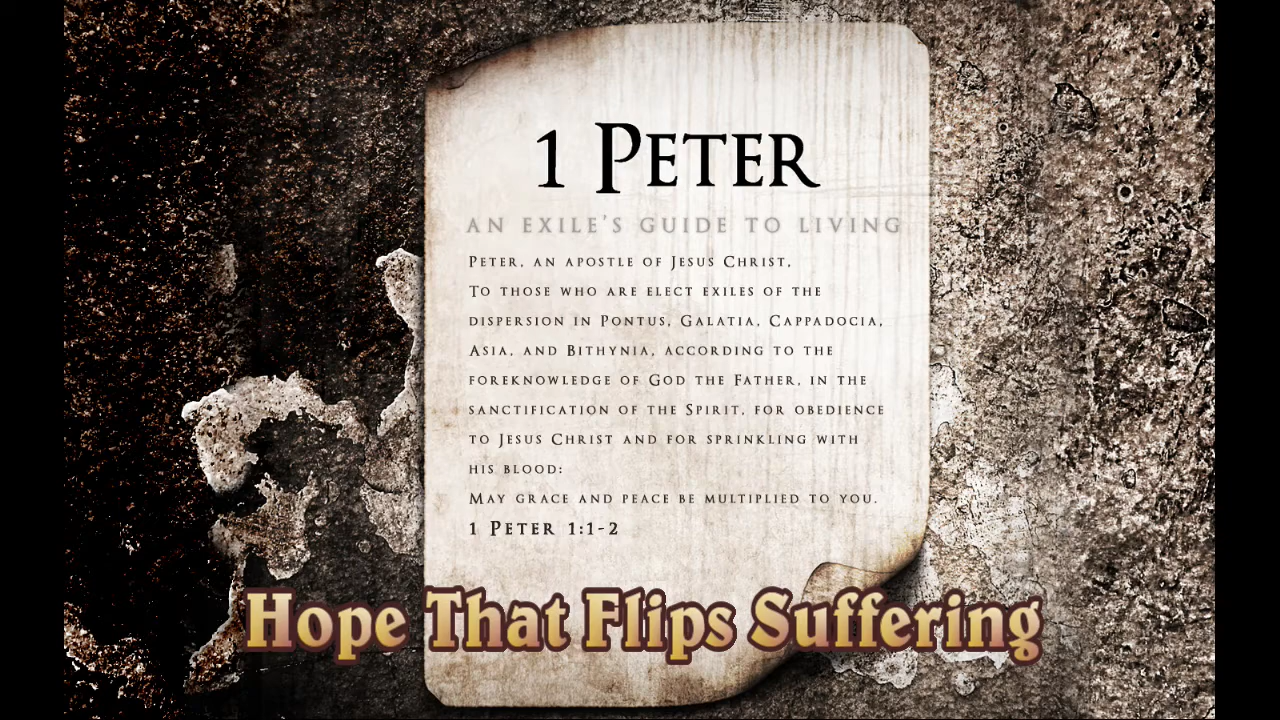 1 Peter
AN EXILE'S GUIDE TO LIVING
Peter, an apostle of Jesus Christ,
To those who are elect exiles of the
dispersion in Pontus, Galatia, Cappadocia,
Asia, and Bithynia, according to the
foreknowledge of God the Father, in the
sanctification of the Spirit, for obedience
to Jesus Christ and for sprinkling with
his blood:
May grace and peace be multiplied to you.
1 Peter 1:1-2
Hope That Flips Suffering